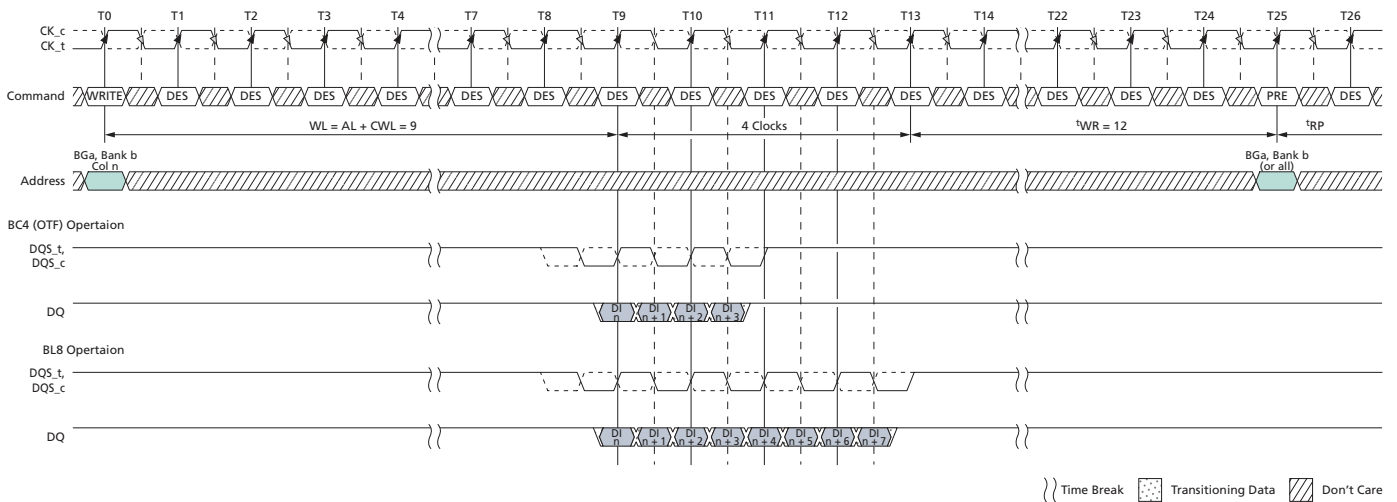 T0 T1 T2 T3 T4 T7 T8 T9 T10 T11 T12 T13 T14 T22 T23 T24 T25 T26
CK_c
CK_t
Command WRITE DES DES DES DES DES DES DES DES DES DES DES DES DES DES DES PRE DES
WL = AL + CWL = 9 4 Clocks tWR = 12 tRP
BGa, Bank b
Col n
BGa, Bank b
(or all)
Address
BC4 (OTF) Opertaion
DQS_t,
DQS_c
DQ
DI n DI n + 1 DI n + 2 DI n + 3
BL8 Opertaion
DQS_t,
DQS_c
DQ
DI n DI n + 1 DI n + 2 DI n + 3 DI n + 4 DI n + 5 DI n + 6 DI n + 7
Time Break Transitioning Data Don't Care